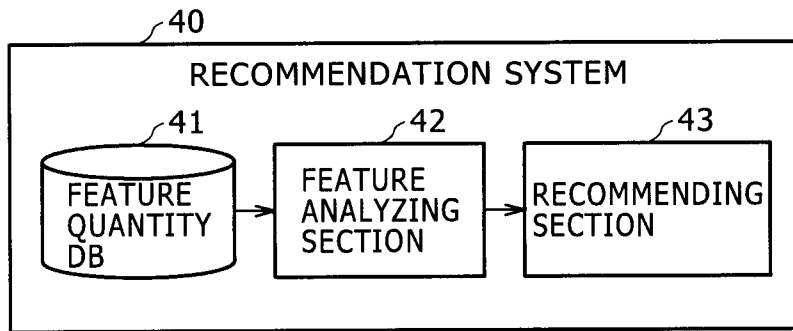 40
RECOMMENDATION SYSTEM
41
42
43
FEATURE
QUANTITY
DB
FEATURE
ANALYZING
SECTION
RECOMMENDING
SECTION